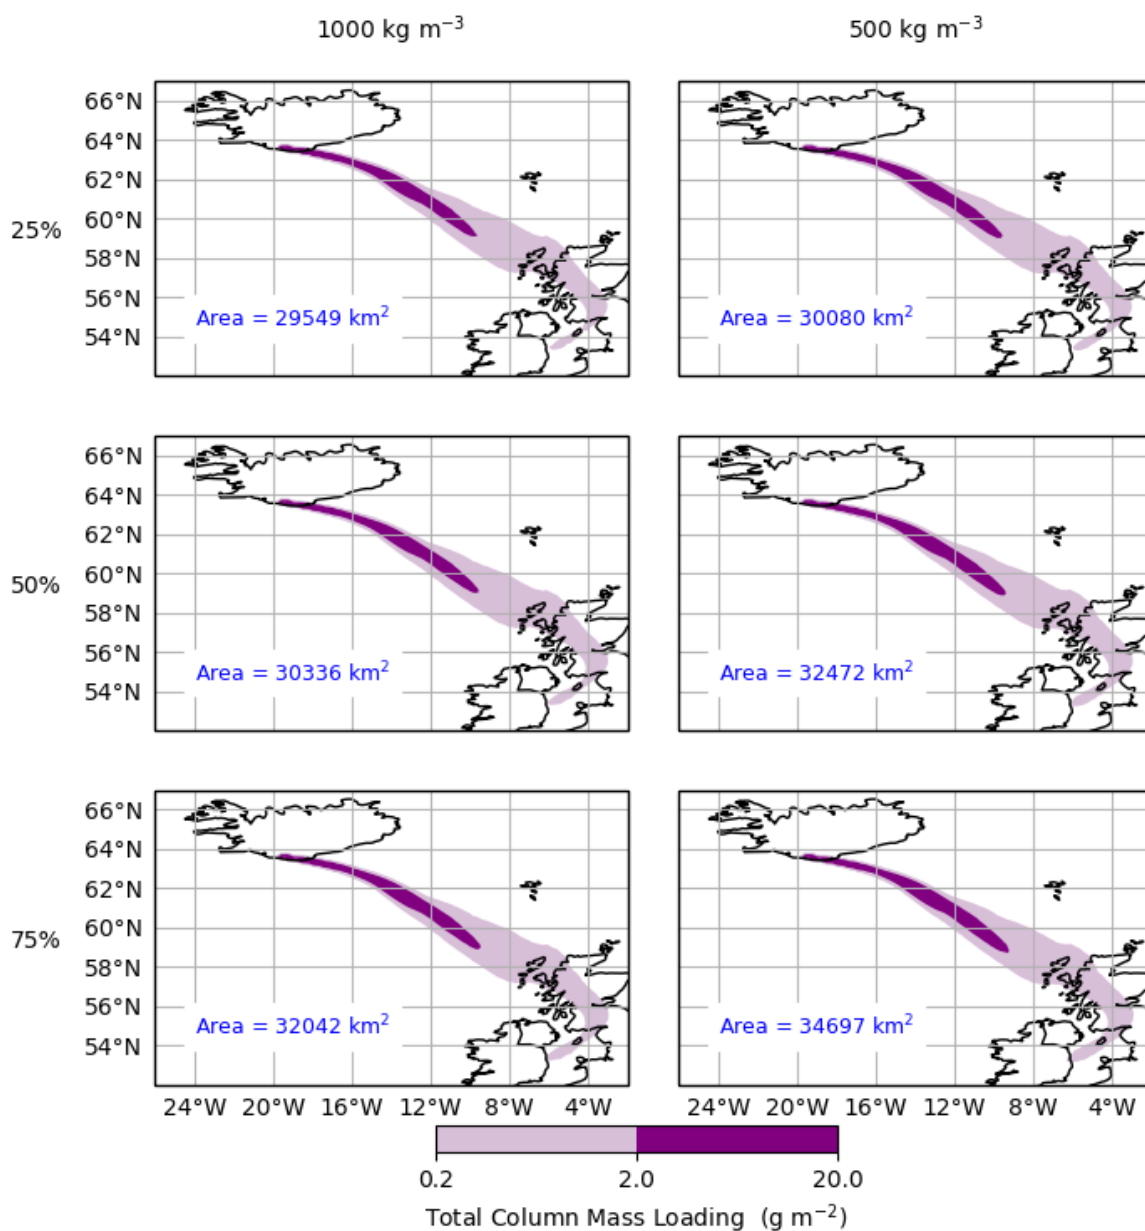 1000 kg m⁻³ 500 kg m⁻³
66°N
64°N
62°N
60°N
58°N
56°N
54°N
25%
Area = 29549 km²
Area = 30080 km²
66°N
64°N
62°N
60°N
58°N
56°N
54°N
50%
Area = 30336 km²
Area = 32472 km²
66°N
64°N
62°N
60°N
58°N
56°N
54°N
75%
Area = 32042 km²
Area = 34697 km²
24°W 20°W 16°W 12°W 8°W 4°W
24°W 20°W 16°W 12°W 8°W 4°W
0.2 2.0 20.0
Total Column Mass Loading (g m⁻²)